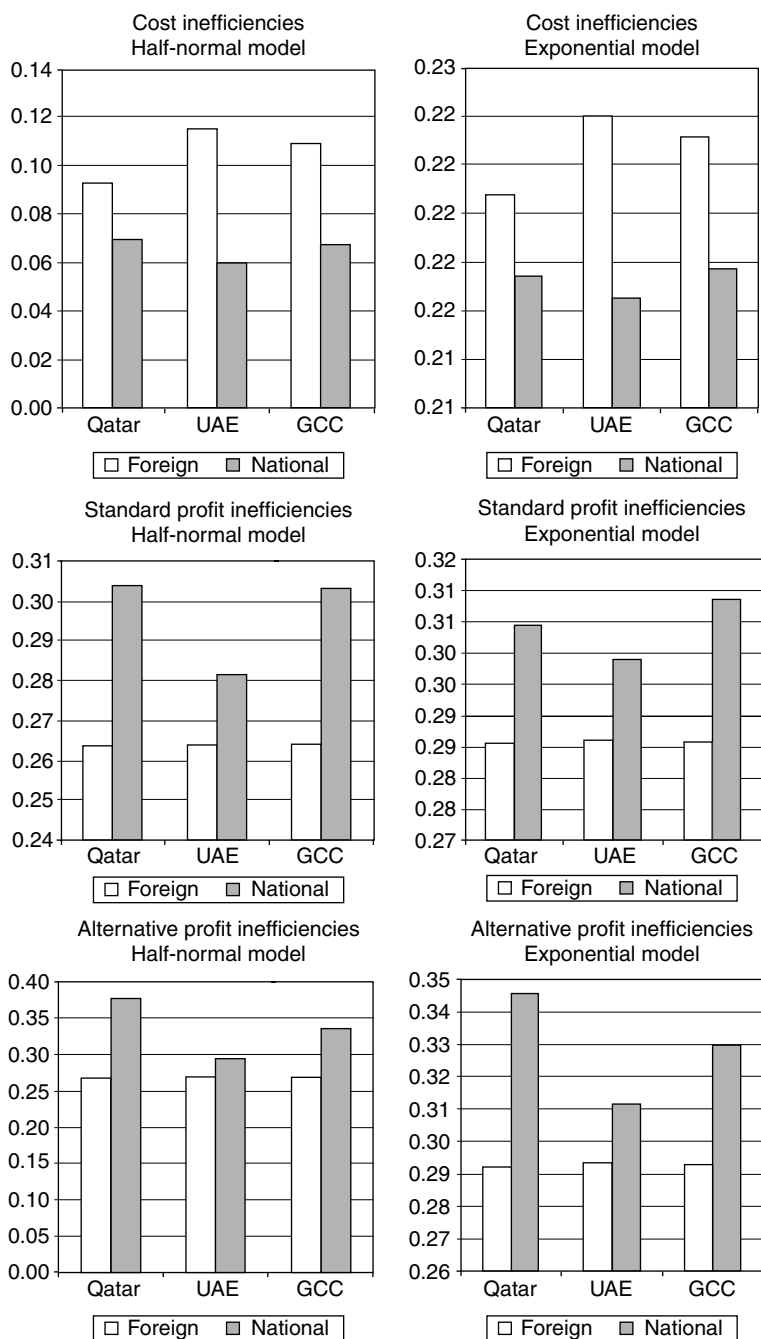 Cost inefficiencies
Half-normal model
0.14
0.12
0.10
0.08
0.06
0.04
0.02
0.00
Qatar UAE GCC
Foreign National
Cost inefficiencies
Exponential model
0.23
0.22
0.22
0.22
0.22
0.22
0.21
0.21
Qatar UAE GCC
Foreign National
Standard profit inefficiencies
Half-normal model
0.31
0.30
0.29
0.28
0.27
0.26
0.25
0.24
Qatar UAE GCC
Foreign National
Standard profit inefficiencies
Exponential model
0.32
0.31
0.31
0.30
0.30
0.29
0.29
0.28
0.28
0.27
Qatar UAE GCC
Foreign National
Alternative profit inefficiencies
Half-normal model
0.40
0.35
0.30
0.25
0.20
0.15
0.10
0.05
0.00
Qatar UAE GCC
Foreign National
Alternative profit inefficiencies
Exponential model
0.35
0.34
0.33
0.32
0.31
0.30
0.29
0.28
0.27
0.26
Qatar UAE GCC
Foreign National